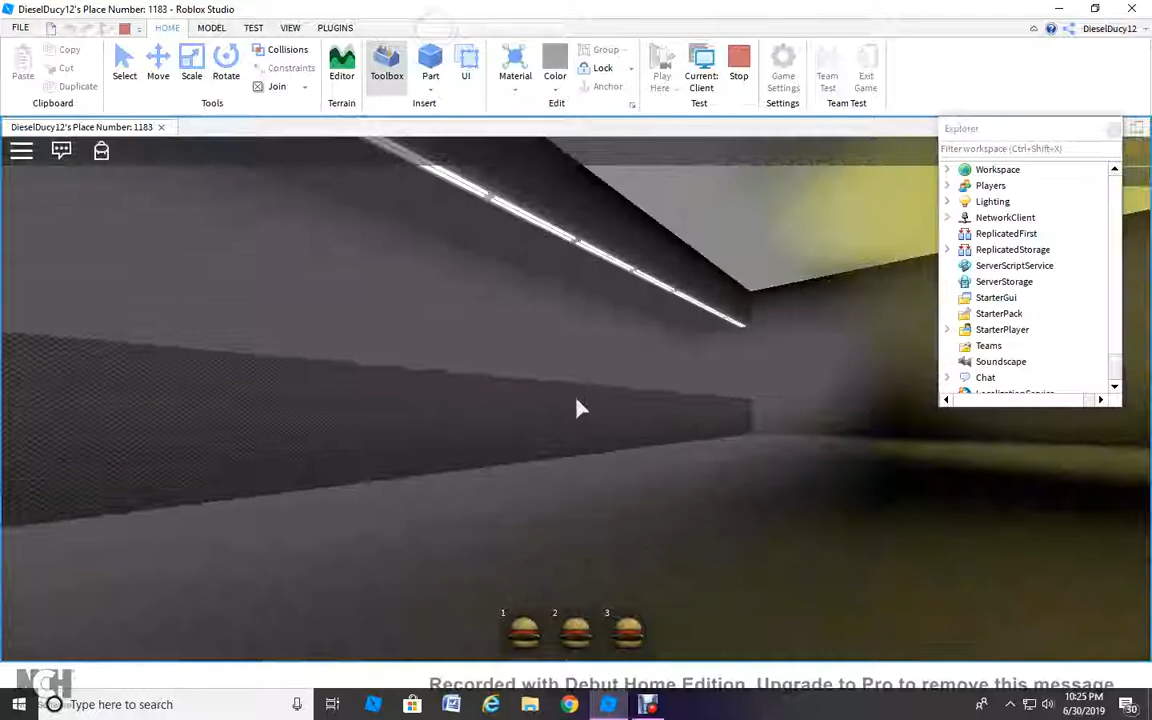 DieselDucy12's Place Number: 1183 - Roblox Studio
FILE HOME MODEL TEST VIEW PLUGINS DieselDucy12
Paste Copy Cut Duplicate Select Move Scale Rotate Collisions Constraints Join Editor Toolbox Part UI Material Color Group Lock Anchor Play Here Current: Client Stop Game Settings Team Test Exit Game
Clipboard Tools Terrain Insert Edit Test Settings Team Test
DieselDucy12's Place Number: 1183
Explorer
Filter workspace (Ctrl+Shift+X)
Workspace
Players
Lighting
NetworkClient
ReplicatedFirst
ReplicatedStorage
ServerScriptService
ServerStorage
StarterGui
StarterPack
StarterPlayer
Teams
Soundscape
Chat
LocalizationService
1 2 3
NCH Recorded with Debut Home Edition. Upgrade to Pro to remove this message
Type here to search
10:25 PM
6/30/2019
30